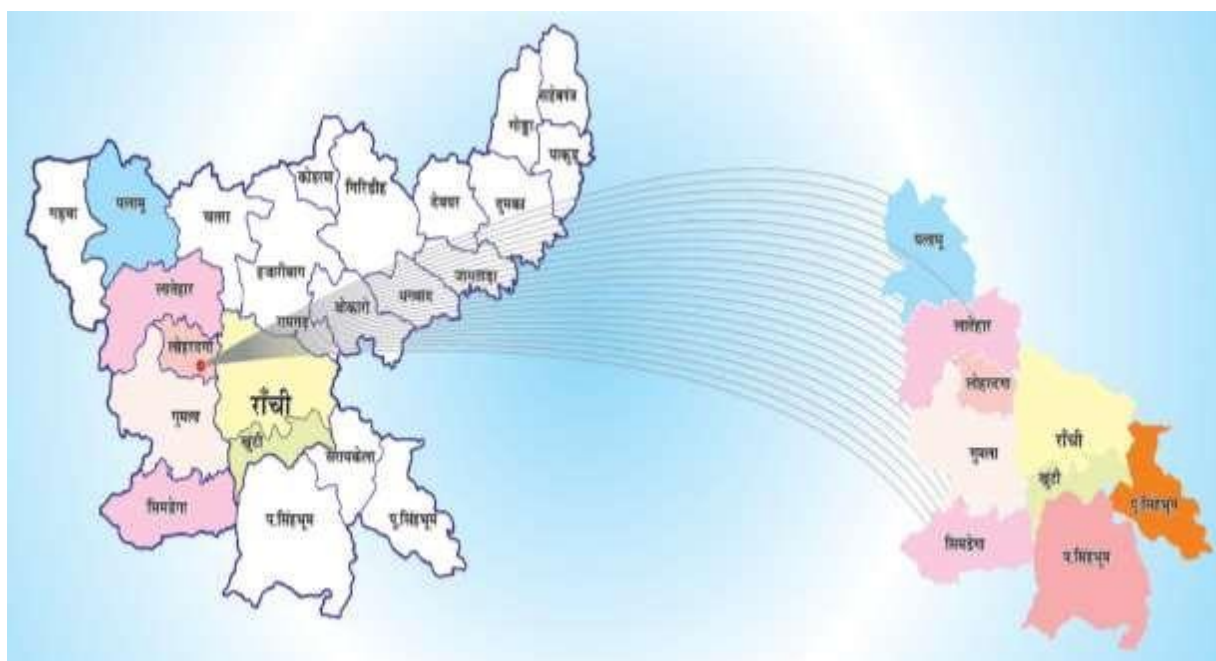 साहेबगंज
गोड्डा
पाकुड़
कोडरमा
गिरिडीह
देवघर
दुमका
गढ़वा
पलामू
चतरा
हजारीबाग
जामताड़ा
धनबाद
बोकारो
रामगढ़
लातेहार
लोहरदगा
राँची
गुमला
खूंटी
सरायकेला
सिमडेगा
प.सिंहभूम
पू.सिंहभूम
पलामू
लातेहार
लोहरदगा
राँची
गुमला
खूंटी
पू.सिंहभूम
सिमडेगा
प.सिंहभूम